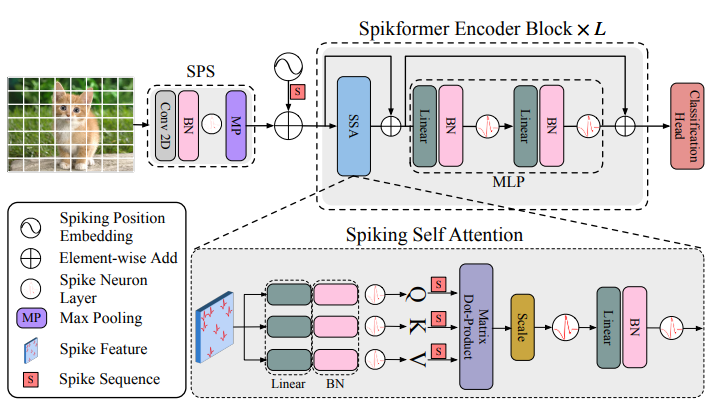 Spikformer Encoder Block × L
SPS
S
Conv 2D
BN
MP
SSA
Linear
BN
Linear
BN
MLP
Classification
Head
Spiking Position
Embedding
Element-wise Add
Spike Neuron
Layer
MP
Max Pooling
Spike Feature
S
Spike Sequence
Spiking Self Attention
Q
S
K
S
V
S
Linear
BN
Matrix
Dot-Product
Scale
Linear
BN